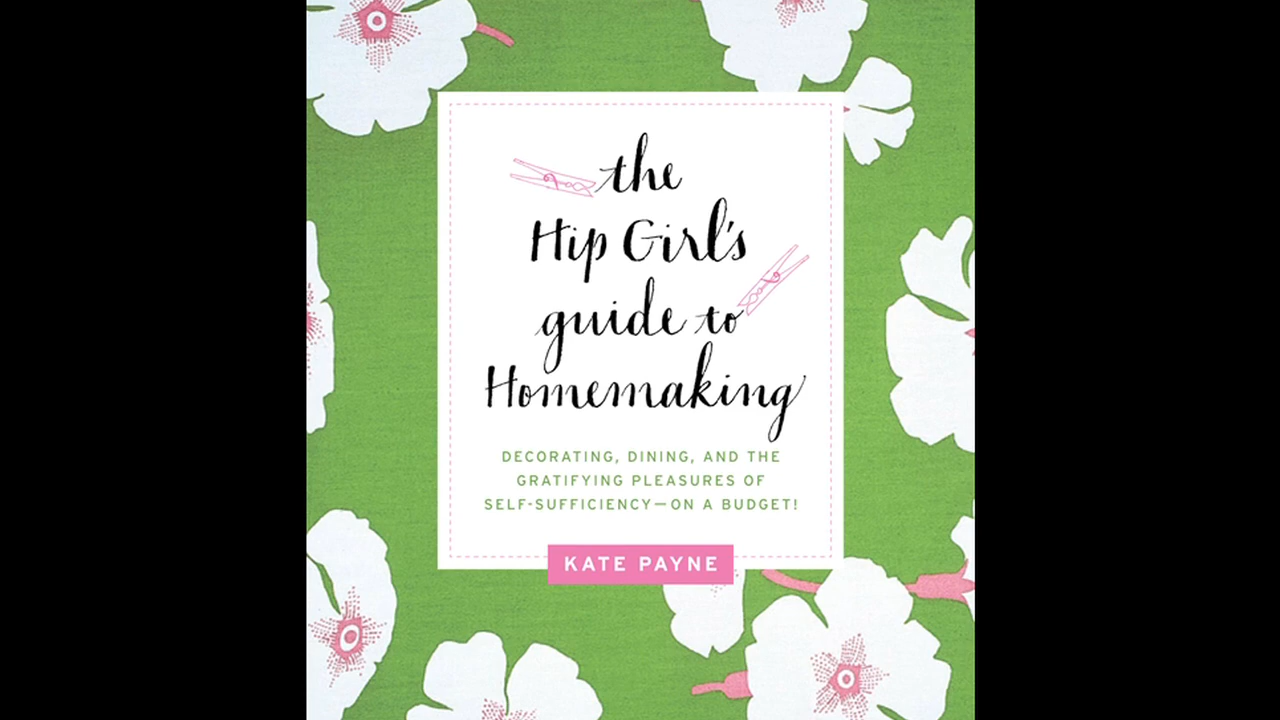 the
Hip Girl's
guide to
Homemaking
DECORATING, DINING, AND THE
GRATIFYING PLEASURES OF
SELF-SUFFICIENCY—ON A BUDGET!
KATE PAYNE